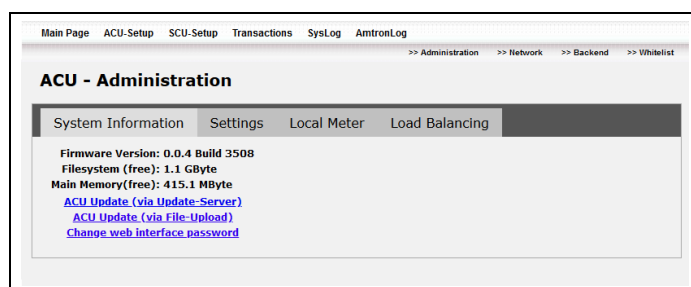 Main Page ACU-Setup SCU-Setup Transactions SysLog AmtronLog
>> Administration >> Network >> Backend >> Whitelist
ACU - Administration
System Information Settings Local Meter Load Balancing
Firmware Version: 0.0.4 Build 3508
Filesystem (free): 1.1 GByte
Main Memory(free): 415.1 MByte
ACU Update (via Update-Server)
ACU Update (via File-Upload)
Change web interface password